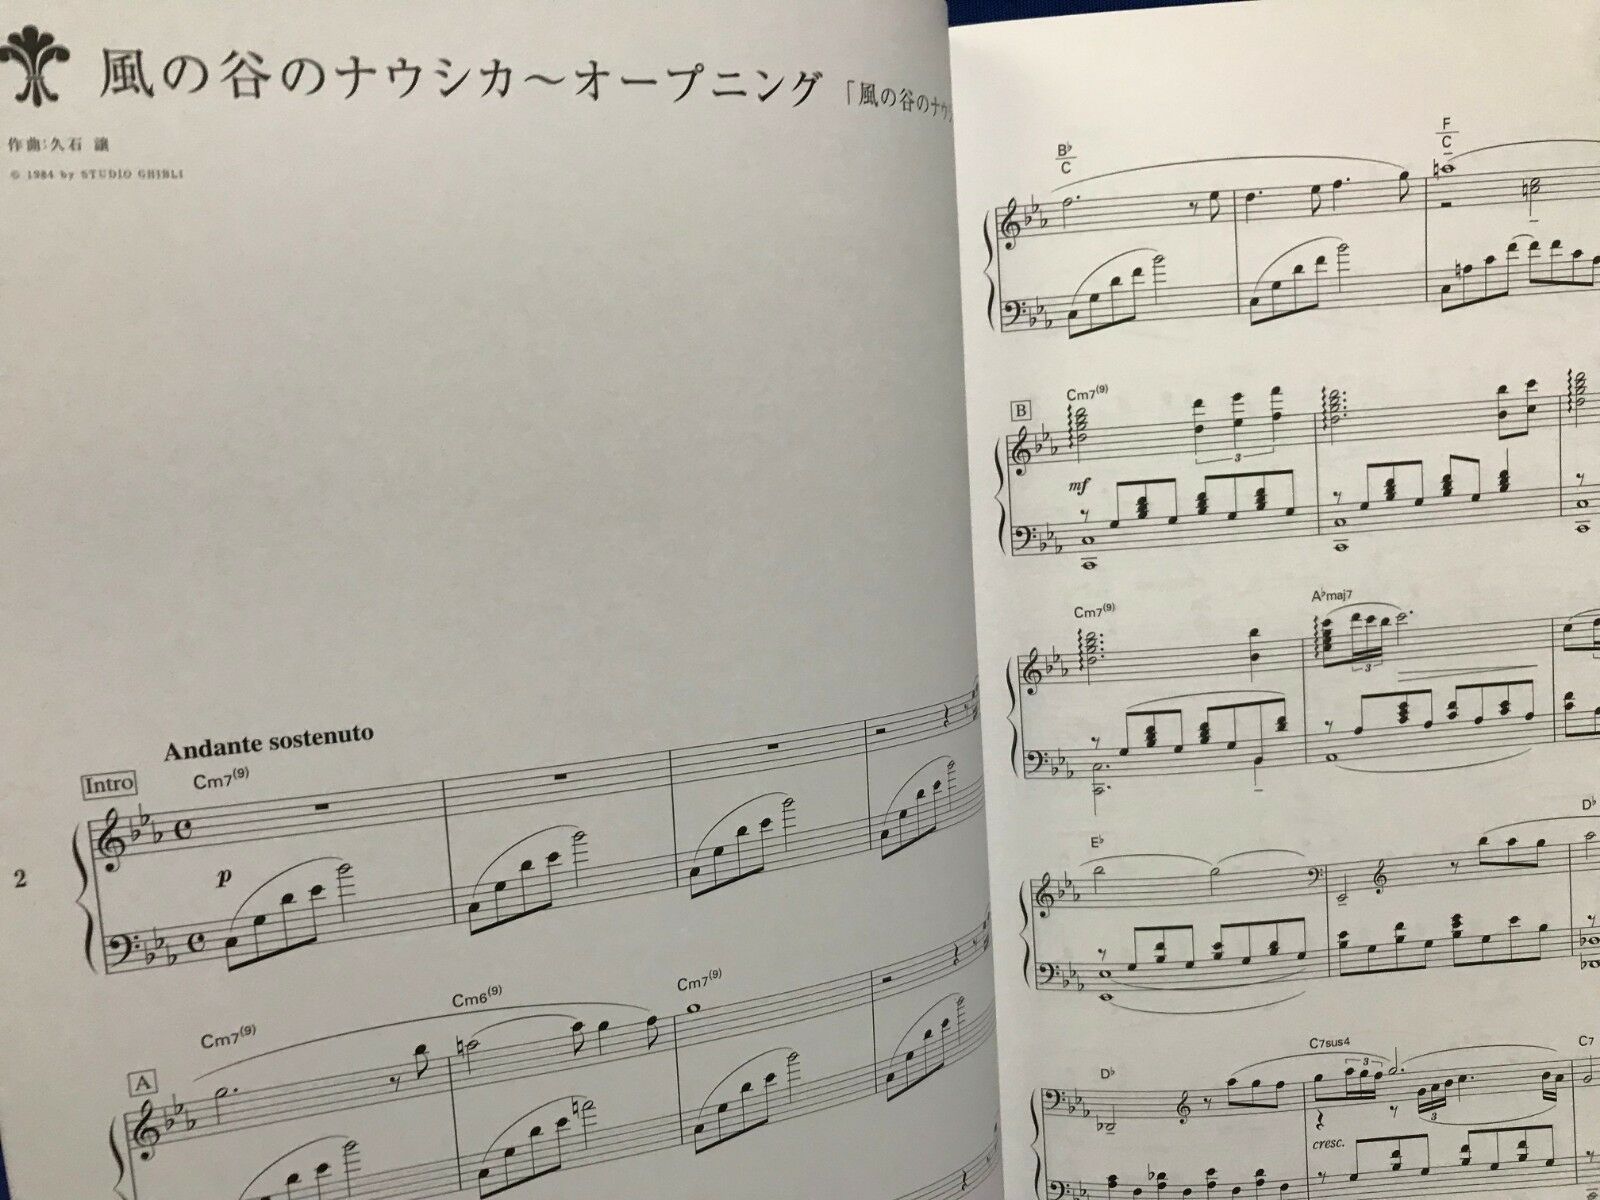 風の谷のナウシカ〜オープニング 「風の谷のナウシ
作曲:久石 譲
© 1984 by STUDIO GHIBLI
Andante sostenuto
Intro
Cm7(9)
p
2
Cm7(9) Cm6(9) Cm7(9)
A
B♭/C F/C
B
Cm7(9)
3
mf
Cm7(9) A♭maj7
3
E♭ D♭
D♭ C7sus4 C7
3
3
cresc.